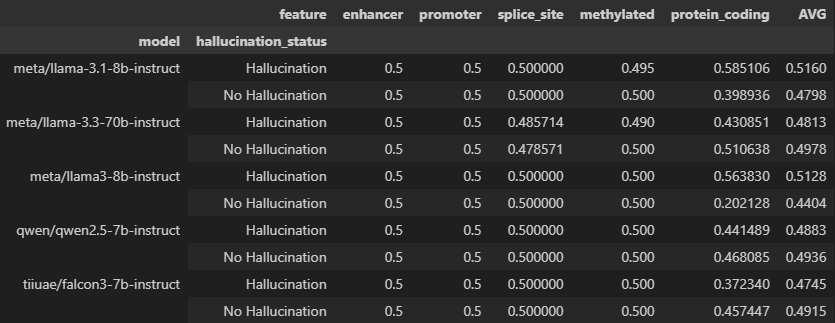 feature enhancer promoter splice_site methylated protein_coding AVG
model hallucination_status
meta/llama-3.1-8b-instruct Hallucination 0.5 0.5 0.500000 0.495 0.585106 0.5160
No Hallucination 0.5 0.5 0.500000 0.500 0.398936 0.4798
meta/llama-3.3-70b-instruct Hallucination 0.5 0.5 0.485714 0.490 0.430851 0.4813
No Hallucination 0.5 0.5 0.478571 0.500 0.510638 0.4978
meta/llama3-8b-instruct Hallucination 0.5 0.5 0.500000 0.500 0.563830 0.5128
No Hallucination 0.5 0.5 0.500000 0.500 0.202128 0.4404
qwen/qwen2.5-7b-instruct Hallucination 0.5 0.5 0.500000 0.500 0.441489 0.4883
No Hallucination 0.5 0.5 0.500000 0.500 0.468085 0.4936
tiiuae/falcon3-7b-instruct Hallucination 0.5 0.5 0.500000 0.500 0.372340 0.4745
No Hallucination 0.5 0.5 0.500000 0.500 0.457447 0.4915